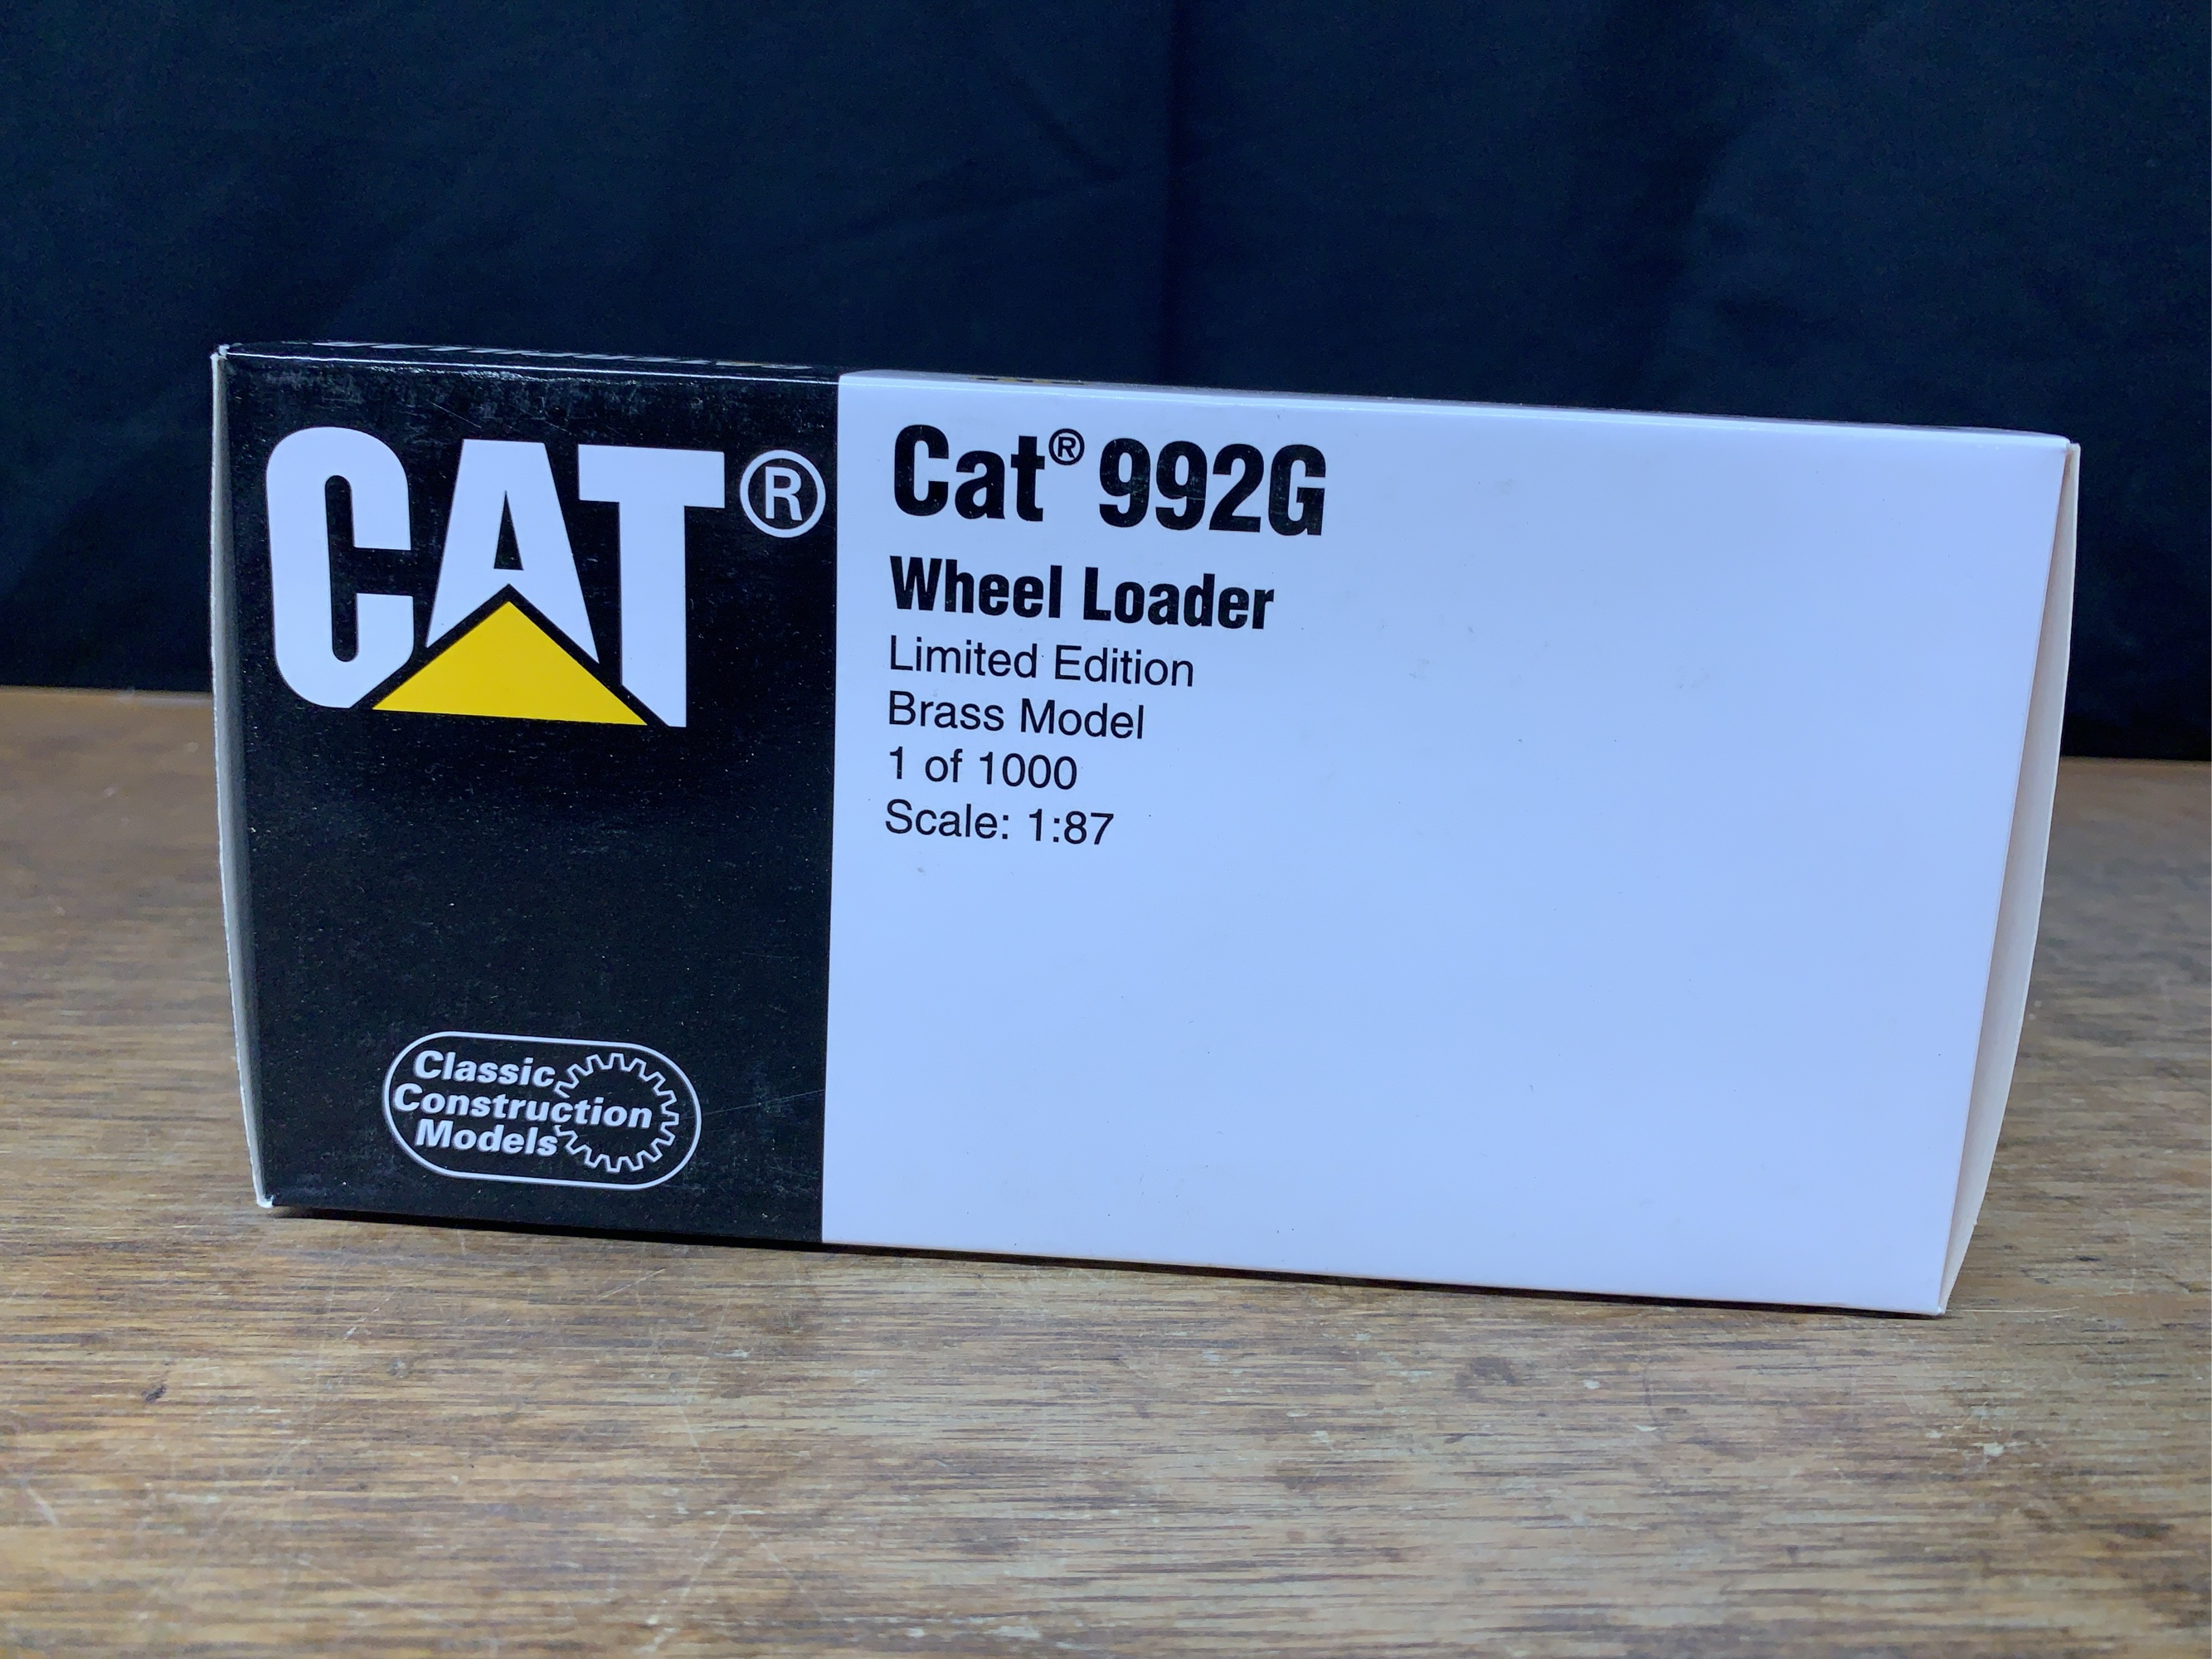 CAT®
Cat® 992G
Wheel Loader
Limited Edition
Brass Model
1 of 1000
Scale: 1:87
Classic
Construction
Models